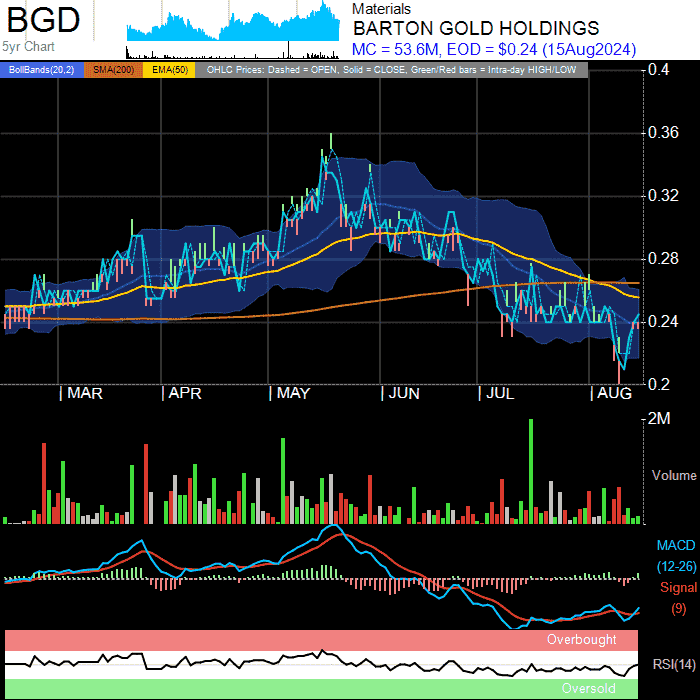 BGD
5yr Chart
Materials
BARTON GOLD HOLDINGS
MC = 53.6M, EOD = $0.24 (15Aug2024)
BollBands(20,2) SMA(200) EMA(50) OHLC Prices: Dashed = OPEN, Solid = CLOSE, Green/Red bars = Intra-day HIGH/LOW
0.4
0.36
0.32
0.28
0.24
0.2
| MAR | APR | MAY | JUN | JUL | AUG
2M
Volume
MACD
(12-26)
Signal
(9)
Overbought
RSI(14)
Oversold